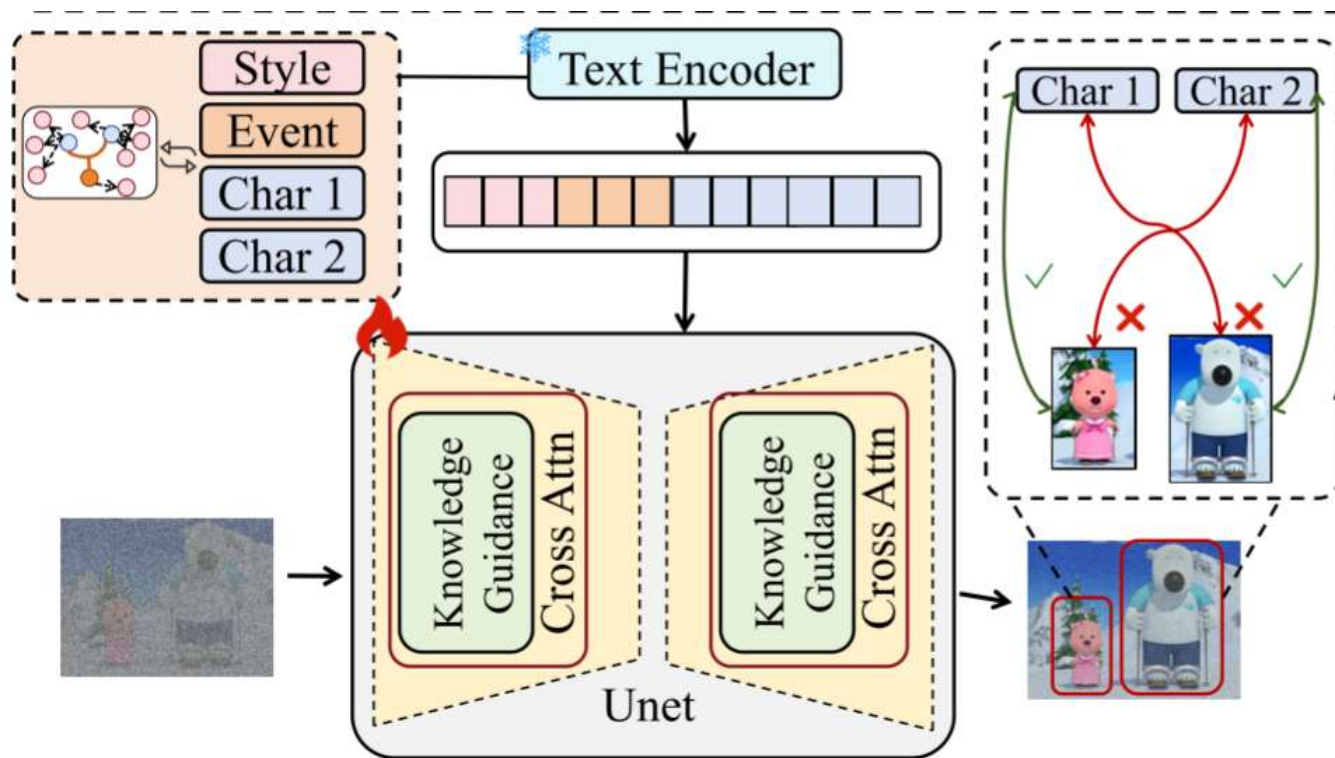 Style
Event
Char 1
Char 2
Text Encoder
Char 1
Char 2
Knowledge
Guidance
Cross Attn
Knowledge
Guidance
Cross Attn
Unet